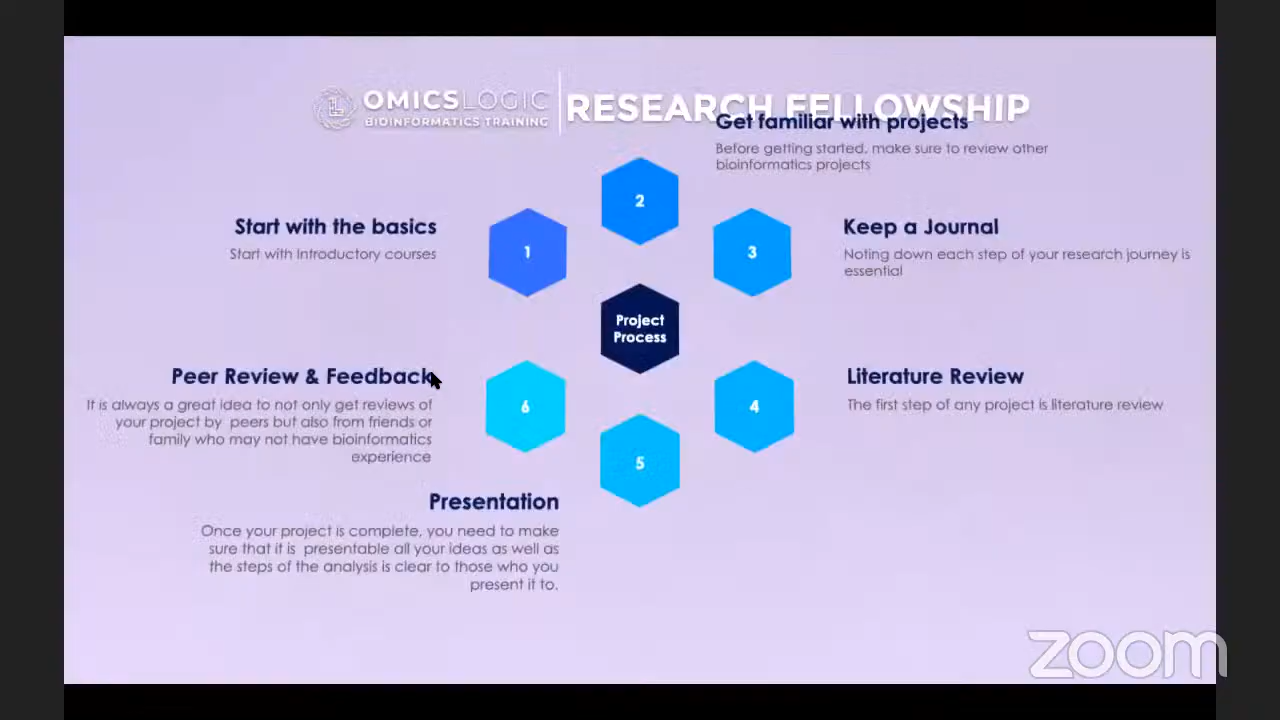 OMICSLOGIC
BIOINFORMATICS TRAINING
RESEARCH FELLOWSHIP
Start with the basics
Start with Introductory courses
1
2
Get familiar with projects
Before getting started, make sure to review other
bioinformatics projects
3
Keep a Journal
Noting down each step of your research journey is
essential
Project
Process
4
Literature Review
The first step of any project is literature review
5
Presentation
Once your project is complete, you need to make
sure that it is presentable all your ideas as well as
the steps of the analysis is clear to those who you
present it to.
6
Peer Review & Feedback
It is always a great idea to not only get reviews of
your project by peers but also from friends or
family who may not have bioinformatics
experience
zoom